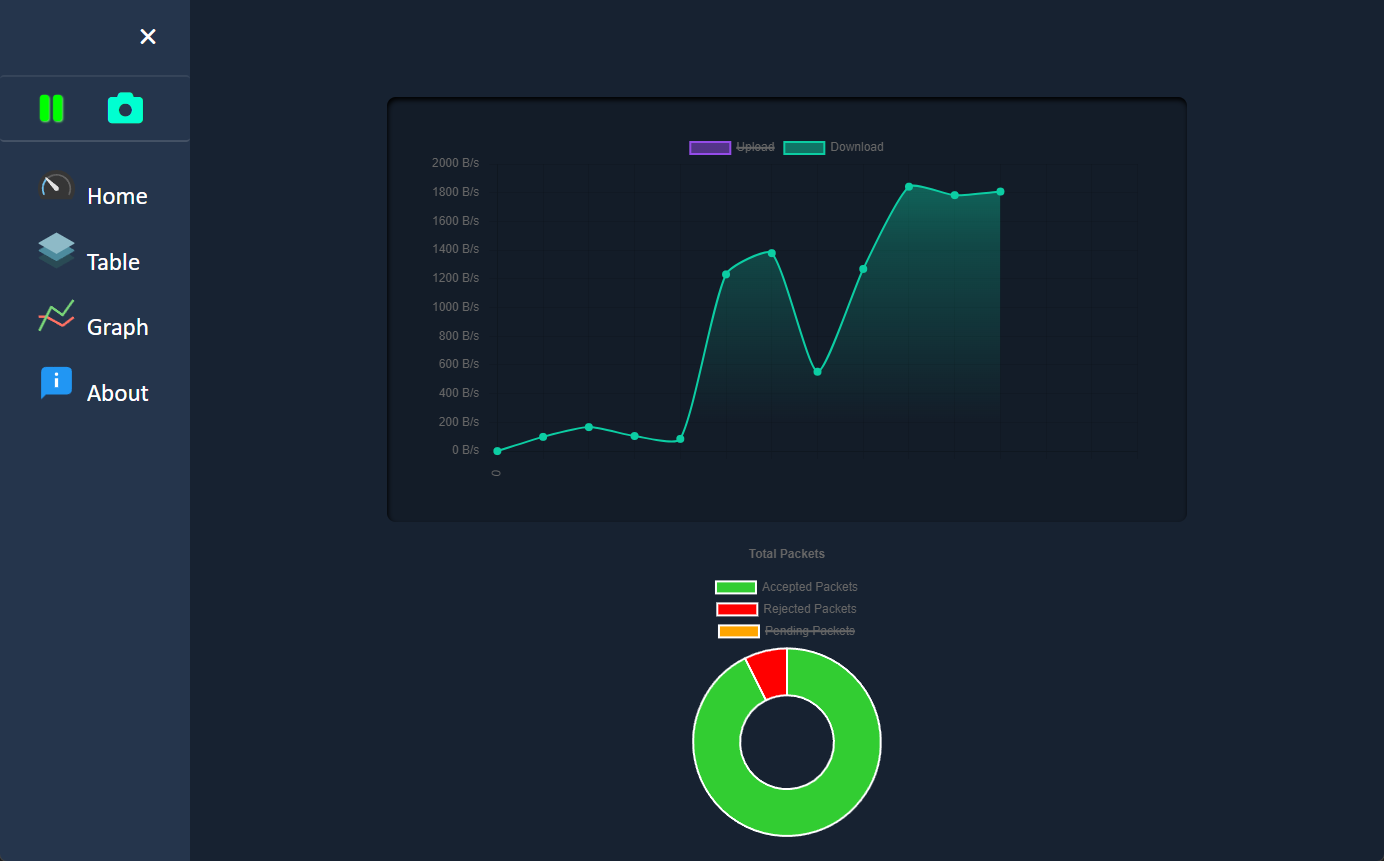 ×
Home
Table
Graph
About
Upload Download
2000 B/s
1800 B/s
1600 B/s
1400 B/s
1200 B/s
1000 B/s
800 B/s
600 B/s
400 B/s
200 B/s
0 B/s
0
Total Packets
Accepted Packets
Rejected Packets
Pending Packets